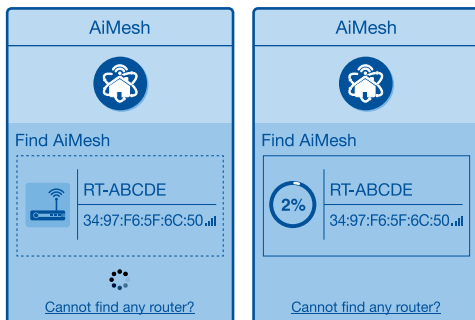 AiMesh
Find AiMesh
RT-ABCDE
34:97:F6:5F:6C:50
Cannot find any router?
AiMesh
Find AiMesh
2%
RT-ABCDE
34:97:F6:5F:6C:50
Cannot find any router?